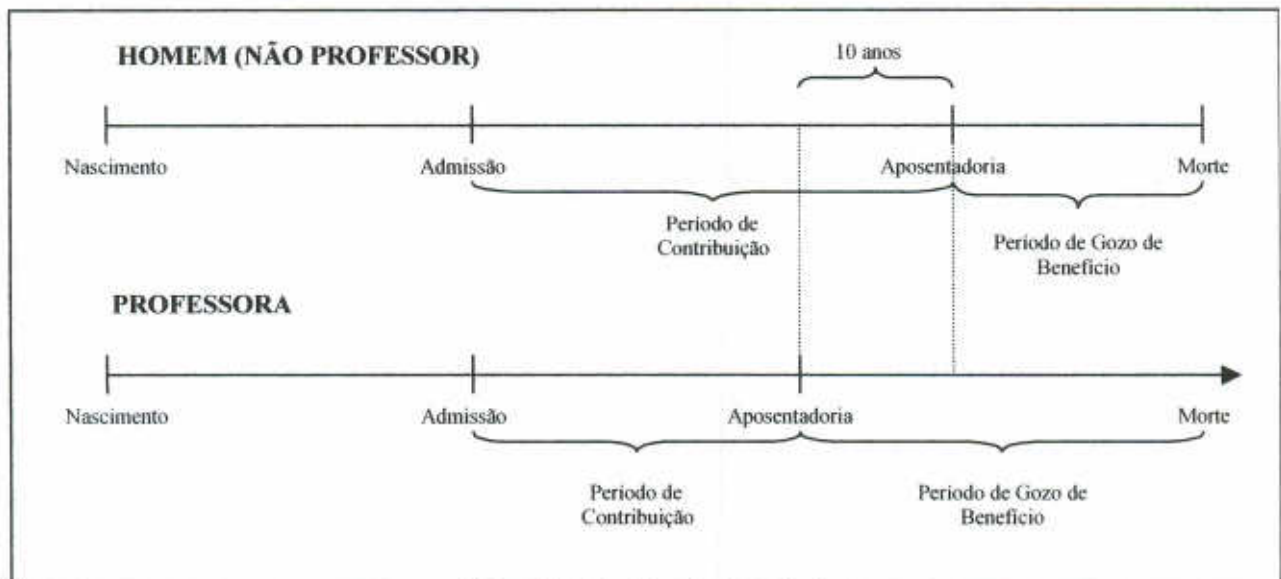 HOMEM (NÃO PROFESSOR)
10 anos
Nascimento
Admissão
Aposentadoria
Morte
Período de
Contribuição
Período de Gozo de
Benefício
PROFESSORA
Nascimento
Admissão
Aposentadoria
Morte
Período de
Contribuição
Período de Gozo de
Benefício